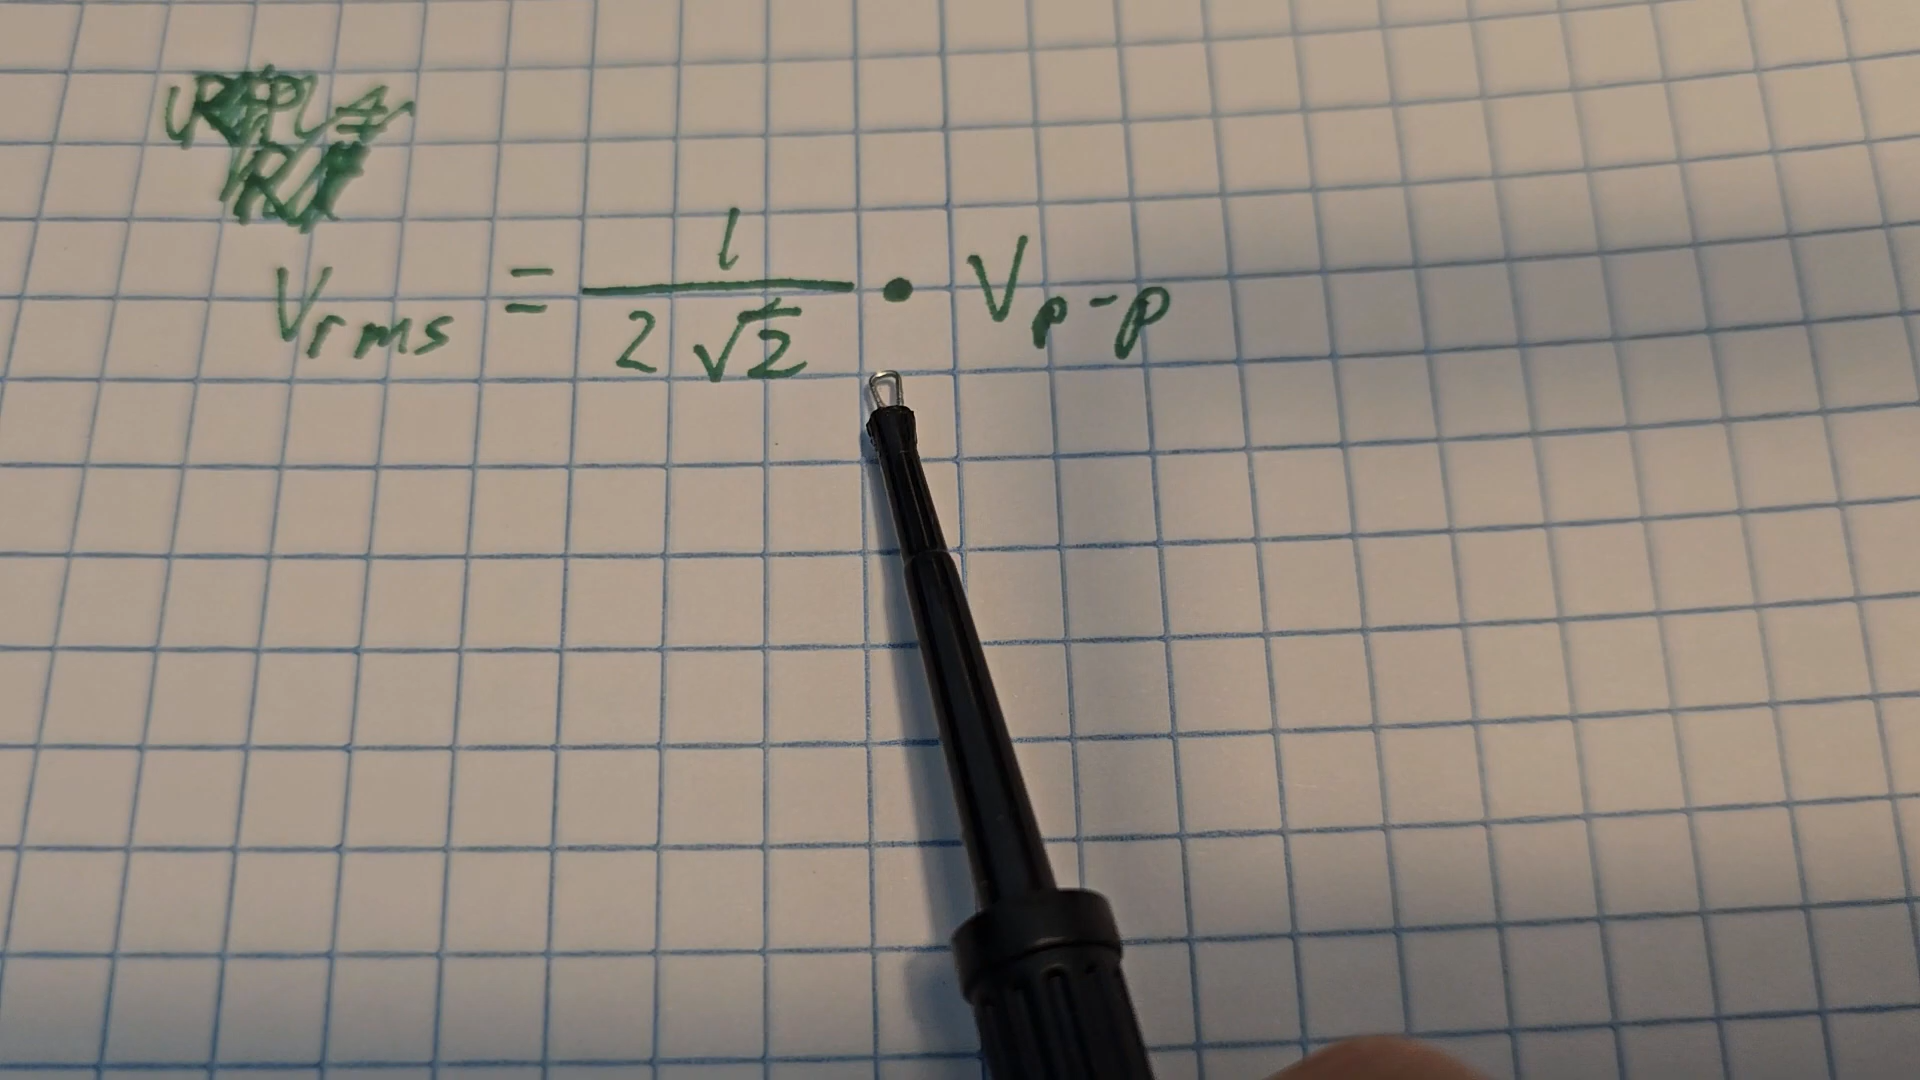 Vrms = 1/(2√2) • Vp-p